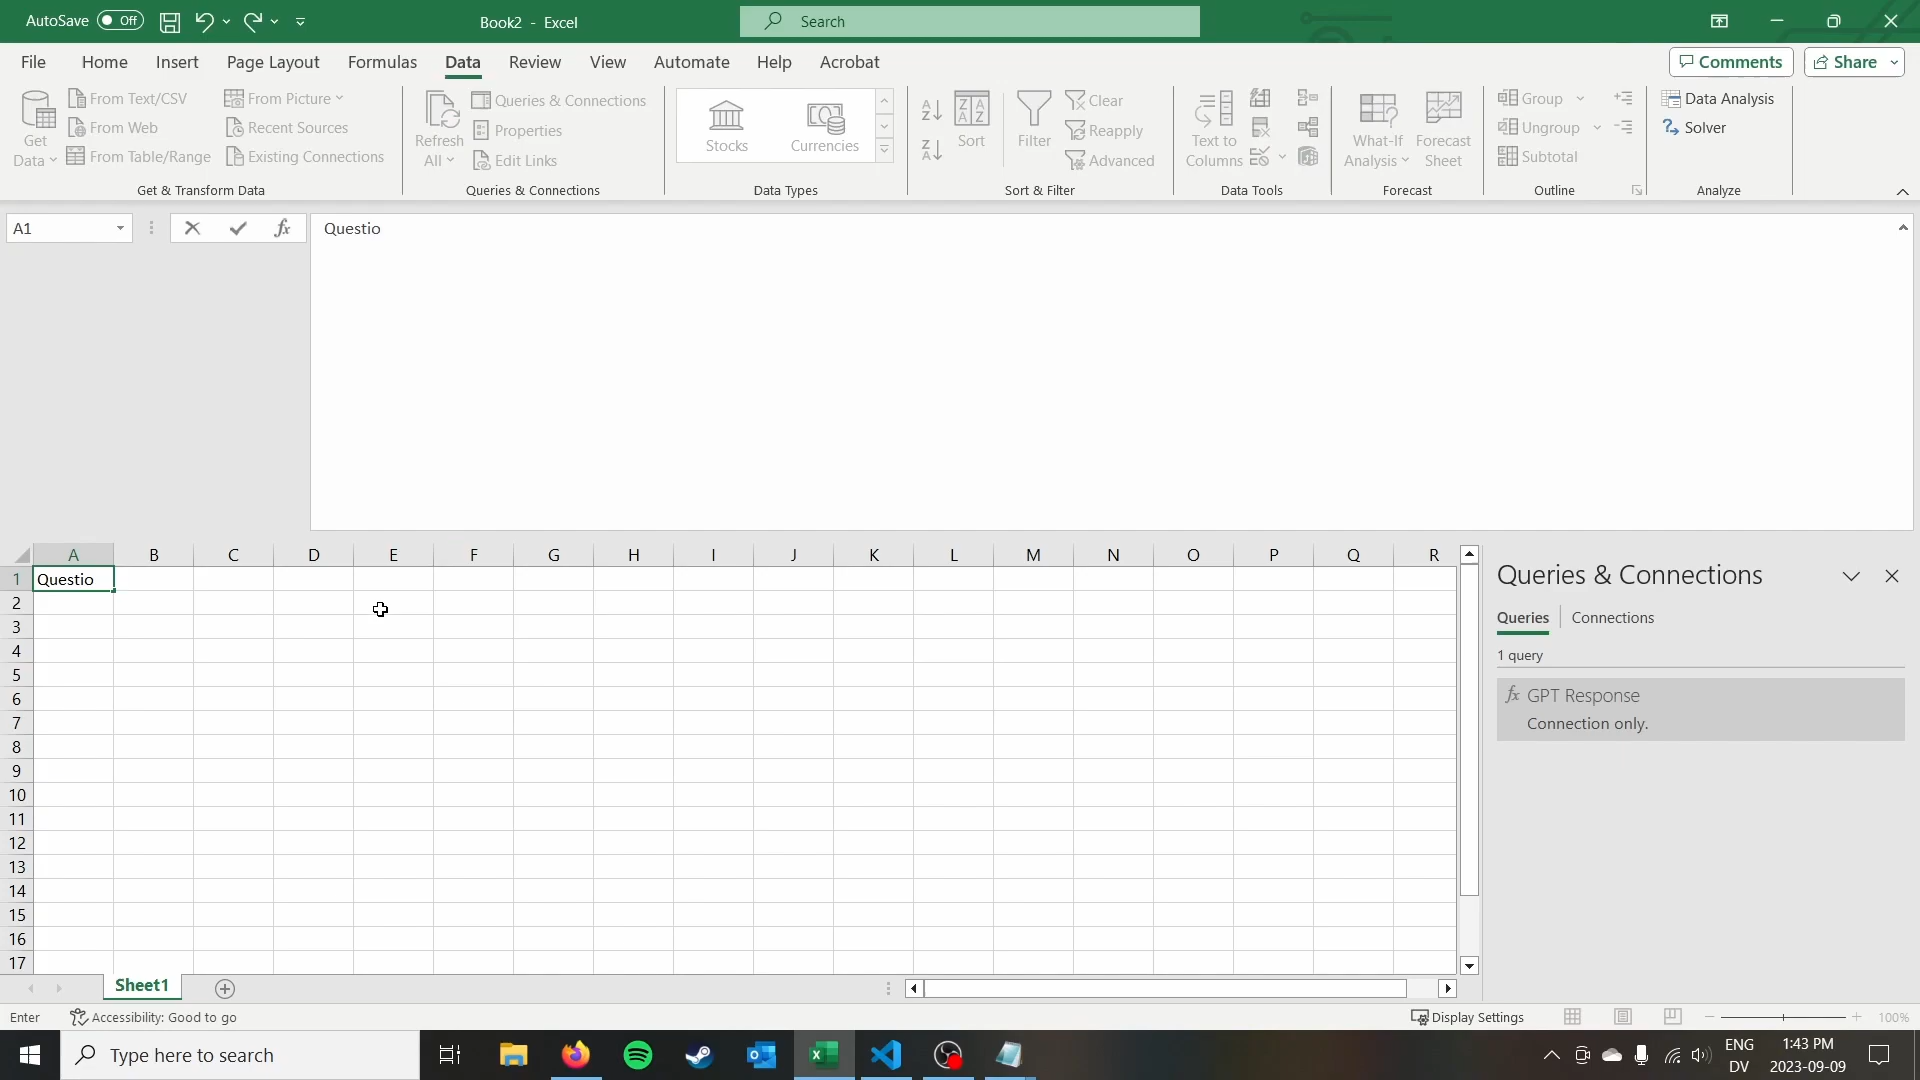 AutoSave Off Book2 - Excel Search
File Home Insert Page Layout Formulas Data Review View Automate Help Acrobat Comments Share
Get Data
From Text/CSV
From Web
From Table/Range
From Picture
Recent Sources
Existing Connections
Get & Transform Data
Refresh All
Queries & Connections
Properties
Edit Links
Queries & Connections
Stocks
Currencies
Data Types
Sort
Filter
Clear
Reapply
Advanced
Sort & Filter
Text to Columns
Data Tools
What-If Analysis
Forecast Sheet
Forecast
Group
Ungroup
Subtotal
Outline
Data Analysis
Solver
Analyze
A1 fx Questio
A B C D E F G H I J K L M N O P Q R
1 Questio
2
3
4
5
6
7
8
9
10
11
12
13
14
15
16
17
Queries & Connections
Queries Connections
1 query
fx GPT Response
Connection only.
Sheet1
Enter Accessibility: Good to go Display Settings 100%
Type here to search
ENG
DV
1:43 PM
2023-09-09